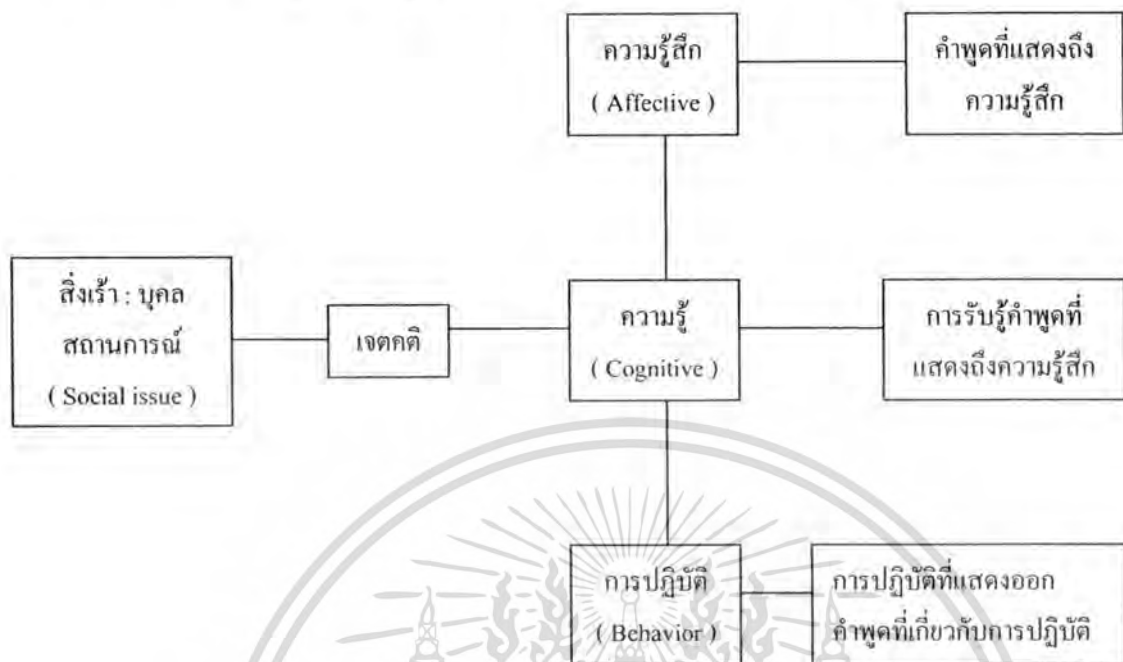 ความรู้สึก
( Affective )
คำพูดที่แสดงถึง
ความรู้สึก
สิ่งเร้า : บุคล
สถานการณ์
( Social issue )
เจตคติ
ความรู้
( Cognitive )
การรับรู้คำพูดที่
แสดงถึงความรู้สึก
การปฏิบัติ
( Behavior )
การปฏิบัติที่แสดงออก
คำพูดที่เกี่ยวกับการปฏิบัติ